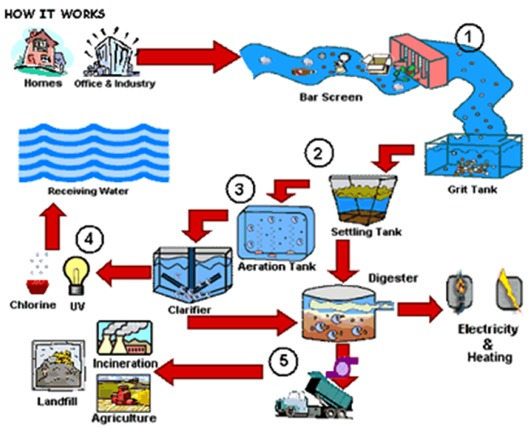 HOW IT WORKS
1
Homes
Office & Industry
Bar Screen
Grit Tank
2
Receiving Water
3
Settling Tank
4
Aeration Tank
Digester
Chlorine
UV
Clarifier
Electricity
& Heating
5
Incineration
Landfill
Agriculture